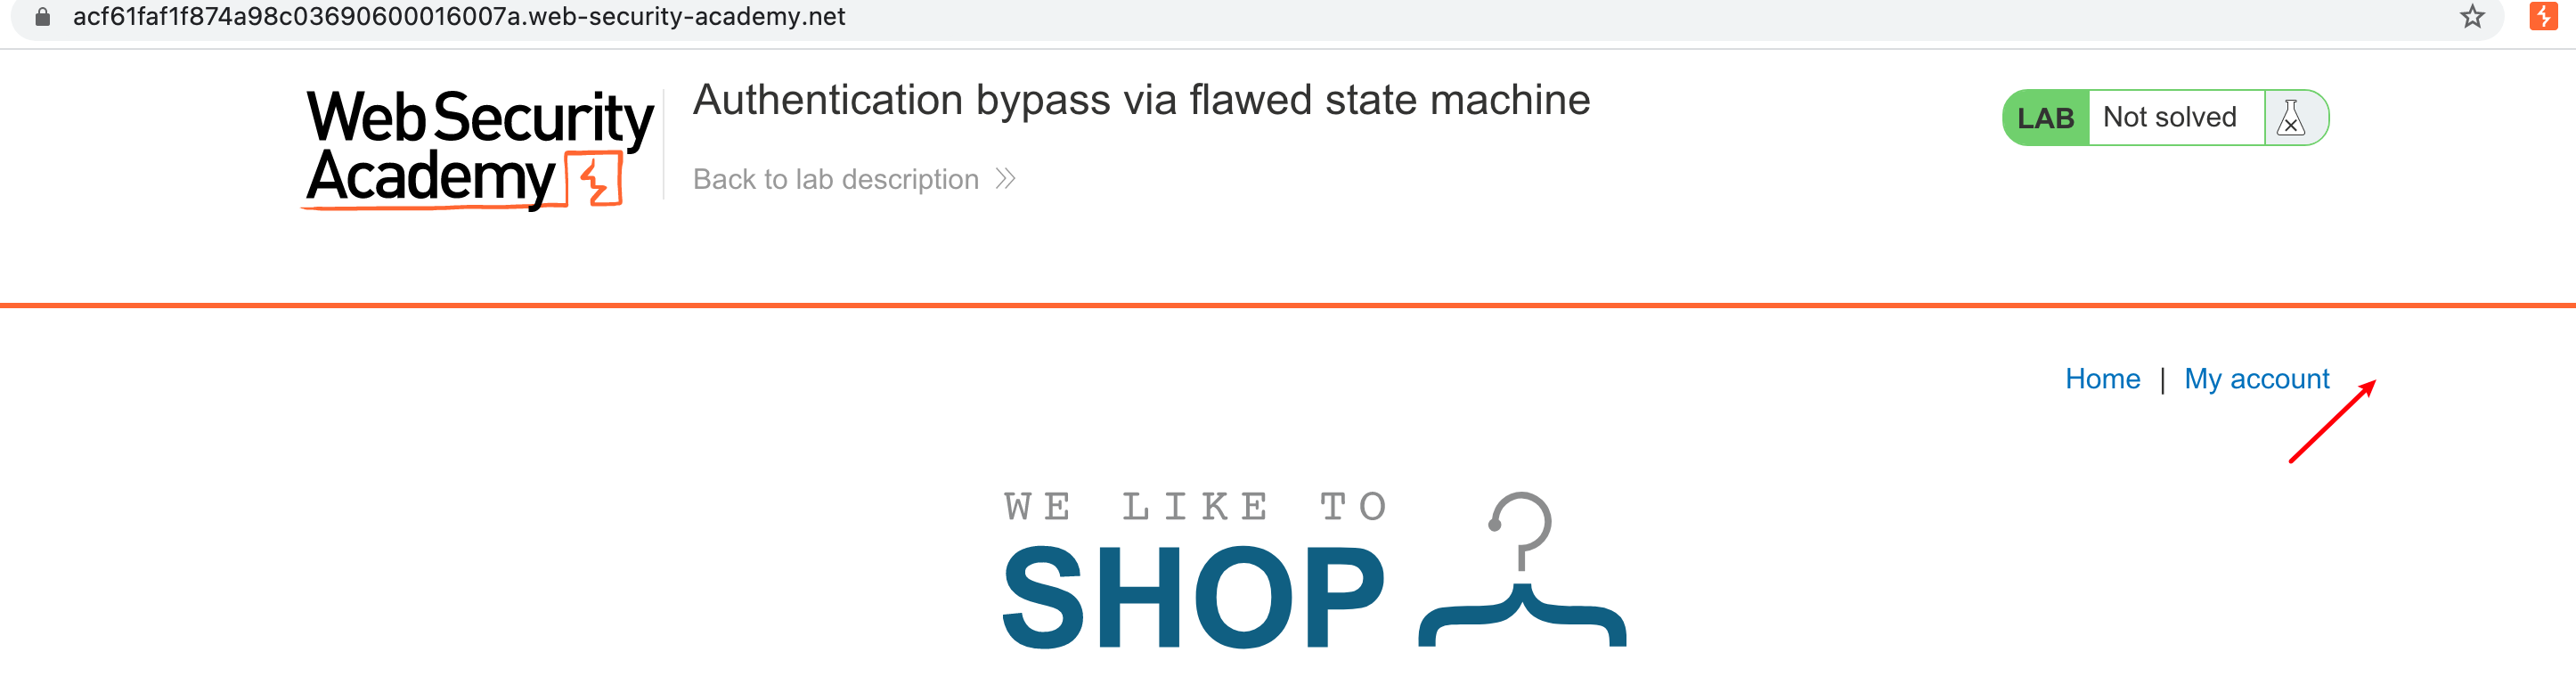 acf61faf1f874a98c03690600016007a.web-security-academy.net
Web Security
Academy
Authentication bypass via flawed state machine
Back to lab description
LAB Not solved
Home | My account
WE LIKE TO
SHOP